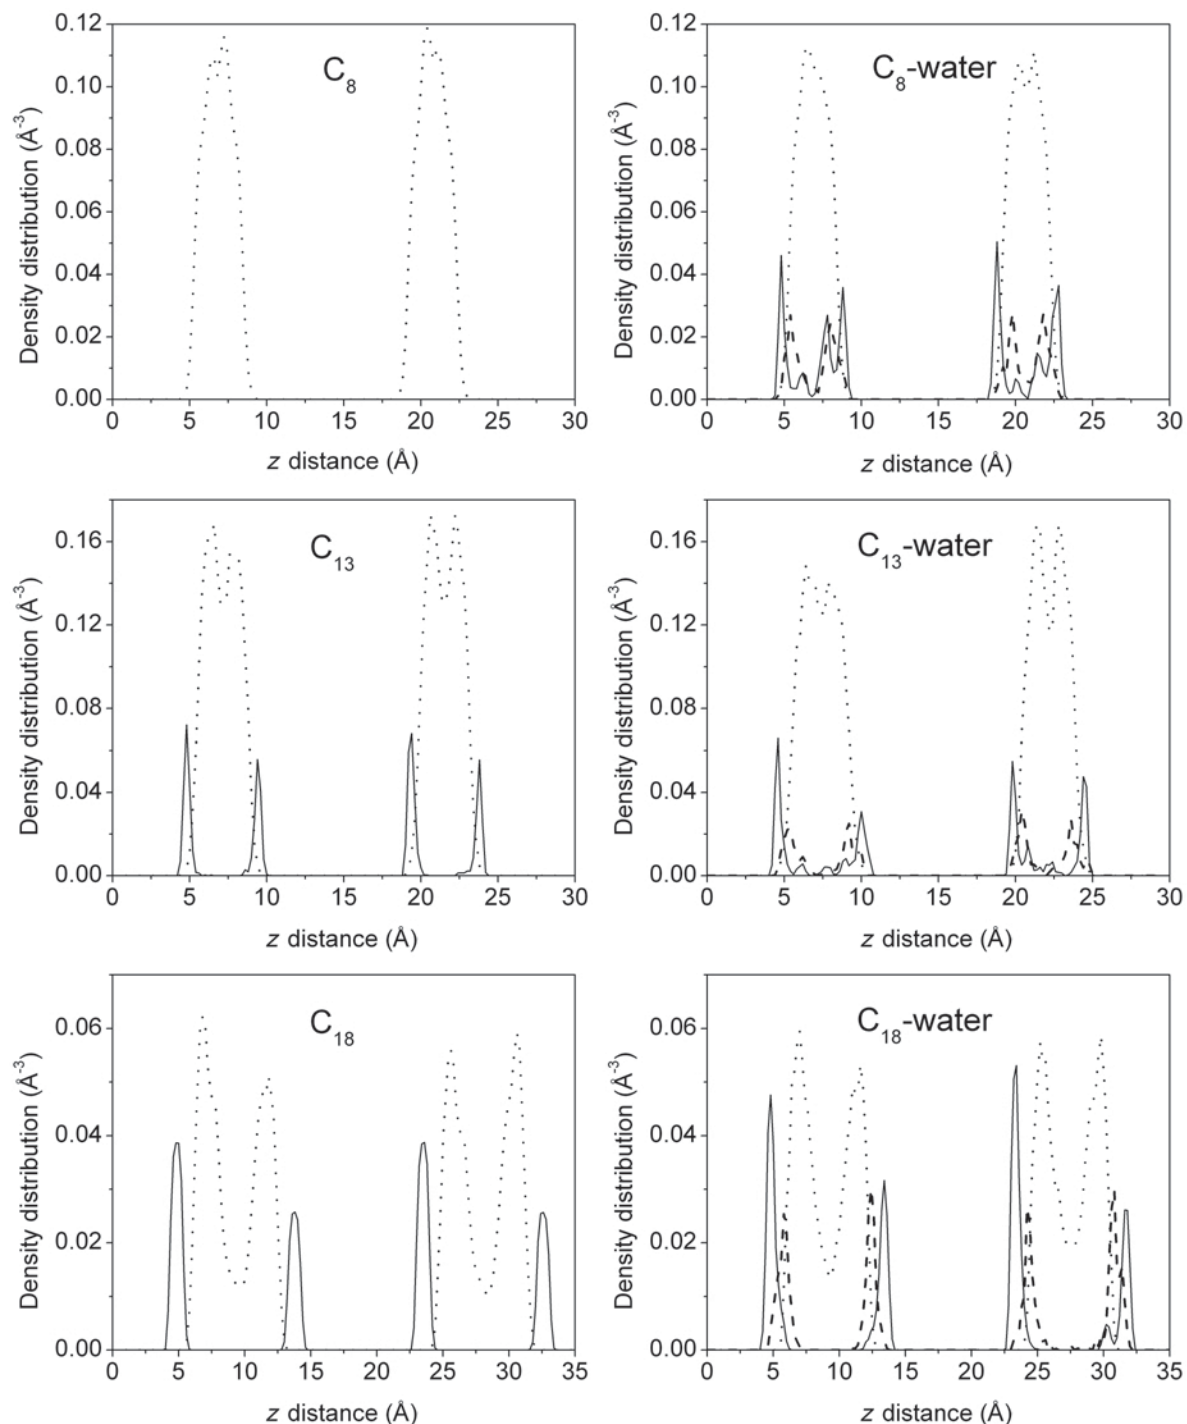 C₈
0.12
0.10
0.08
0.06
0.04
0.02
0.00
Density distribution (Å⁻³)
0 5 10 15 20 25 30
z distance (Å)
C₈-water
0.12
0.10
0.08
0.06
0.04
0.02
0.00
Density distribution (Å⁻³)
0 5 10 15 20 25 30
z distance (Å)
C₁₃
0.16
0.12
0.08
0.04
0.00
Density distribution (Å⁻³)
0 5 10 15 20 25 30
z distance (Å)
C₁₃-water
0.16
0.12
0.08
0.04
0.00
Density distribution (Å⁻³)
0 5 10 15 20 25 30
z distance (Å)
C₁₈
0.06
0.04
0.02
0.00
Density distribution (Å⁻³)
0 5 10 15 20 25 30 35
z distance (Å)
C₁₈-water
0.06
0.04
0.02
0.00
Density distribution (Å⁻³)
0 5 10 15 20 25 30 35
z distance (Å)